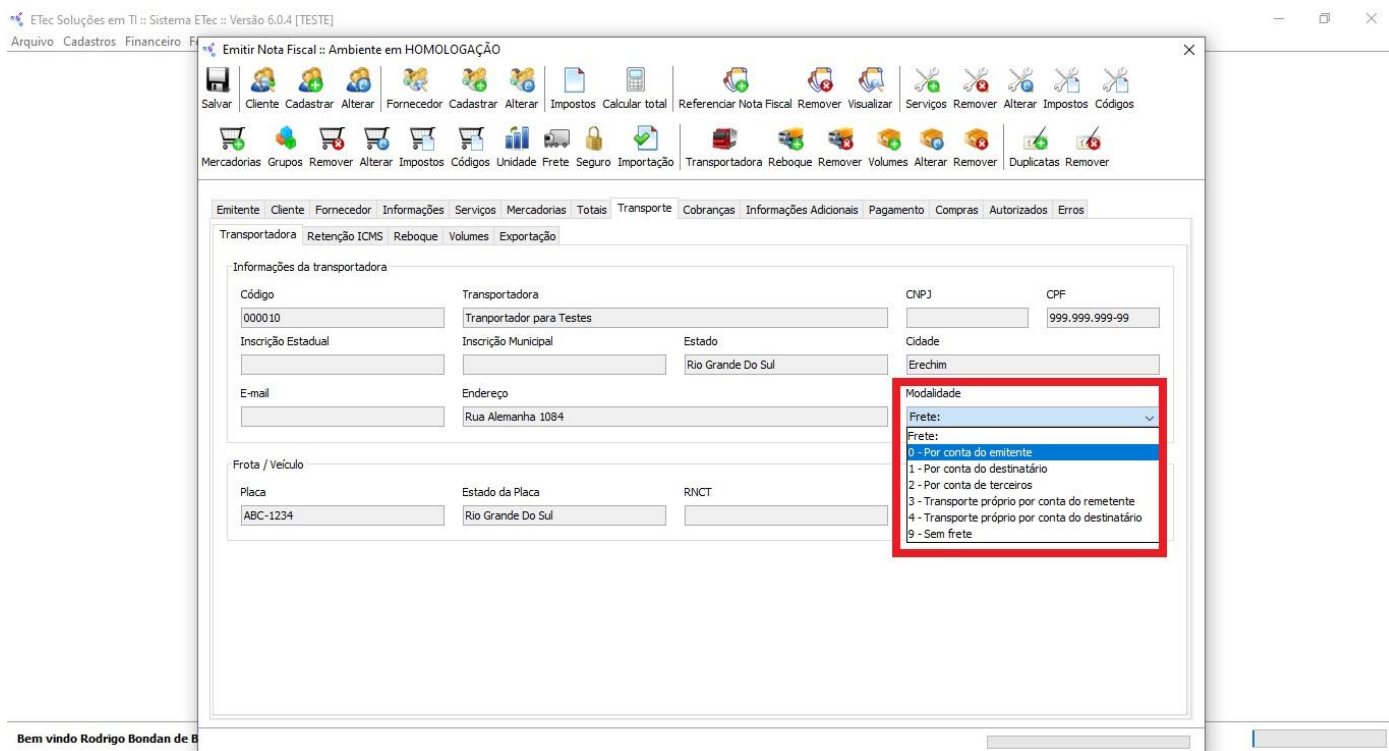 ETec Soluções em TI :: Sistema ETec :: Versão 6.0.4 [TESTE]
Arquivo Cadastros Financeiro
Emitir Nota Fiscal :: Ambiente em HOMOLOGAÇÃO
Salvar Cliente Cadastrar Alterar Fornecedor Cadastrar Alterar Impostos Calcular total Referenciar Nota Fiscal Remover Visualizar Serviços Remover Alterar Impostos Códigos
Mercadorias Grupos Remover Alterar Impostos Códigos Unidade Frete Seguro Importação Transportadora Reboque Remover Volumes Alterar Remover Duplicatas Remover
Emitente Cliente Fornecedor Informações Serviços Mercadorias Totais Transporte Cobranças Informações Adicionais Pagamento Compras Autorizados Erros
Transportadora Retenção ICMS Reboque Volumes Exportação
Informações da transportadora
Código Transportadora CNPJ CPF
000010 Tranportador para Testes 999.999.999-99
Inscrição Estadual Inscrição Municipal Estado Cidade
Rio Grande Do Sul Erechim
E-mail Endereço Modalidade
Rua Alemanha 1084 Frete:
Frete:
0 - Por conta do emitente
1 - Por conta do destinatário
2 - Por conta de terceiros
3 - Transporte próprio por conta do remetente
4 - Transporte próprio por conta do destinatário
9 - Sem frete
Frota / Veículo
Placa Estado da Placa RNCT
ABC-1234 Rio Grande Do Sul
Bem vindo Rodrigo Bondan de B